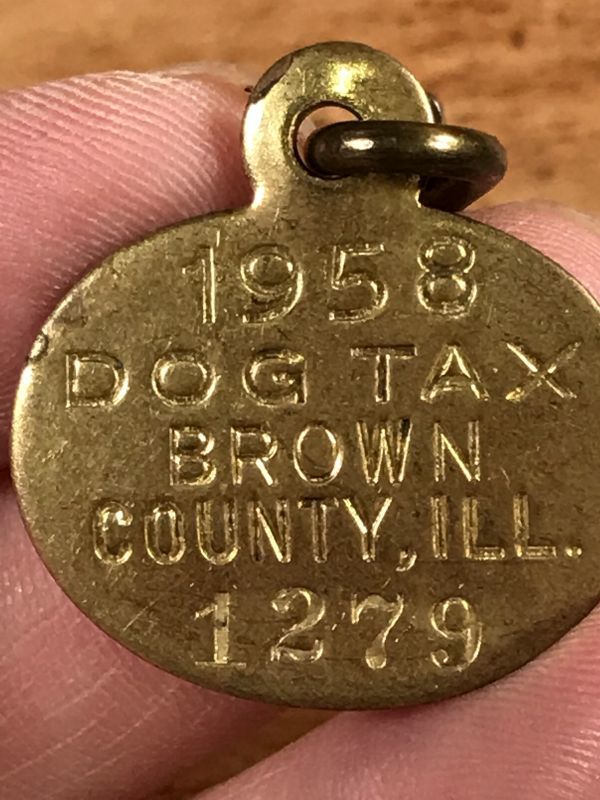 1958
DOG TAX
BROWN
COUNTY, ILL.
1279